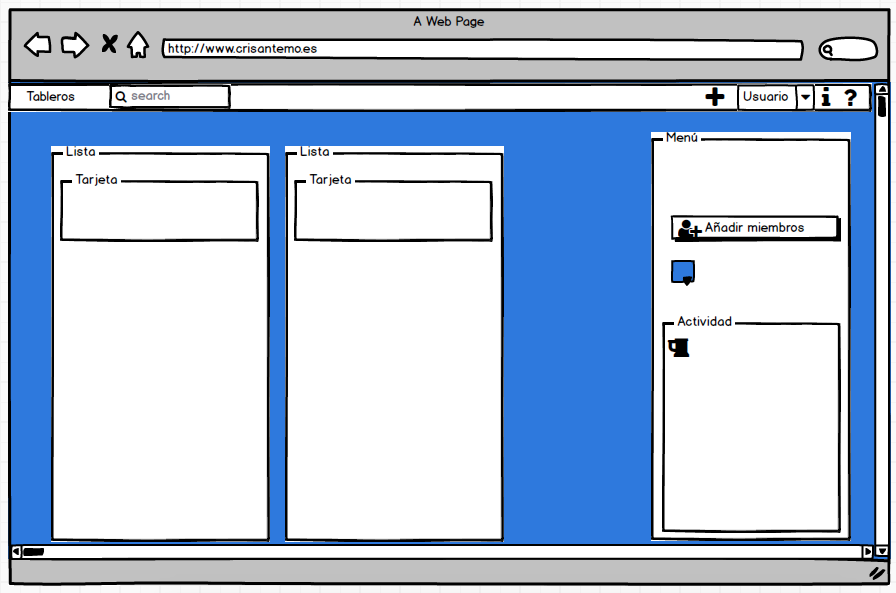 A Web Page
http://www.crisantemo.es
Tableros
search
Usuario
i ?
Lista
Lista
Menú
Tarjeta
Tarjeta
Añadir miembros
Actividad